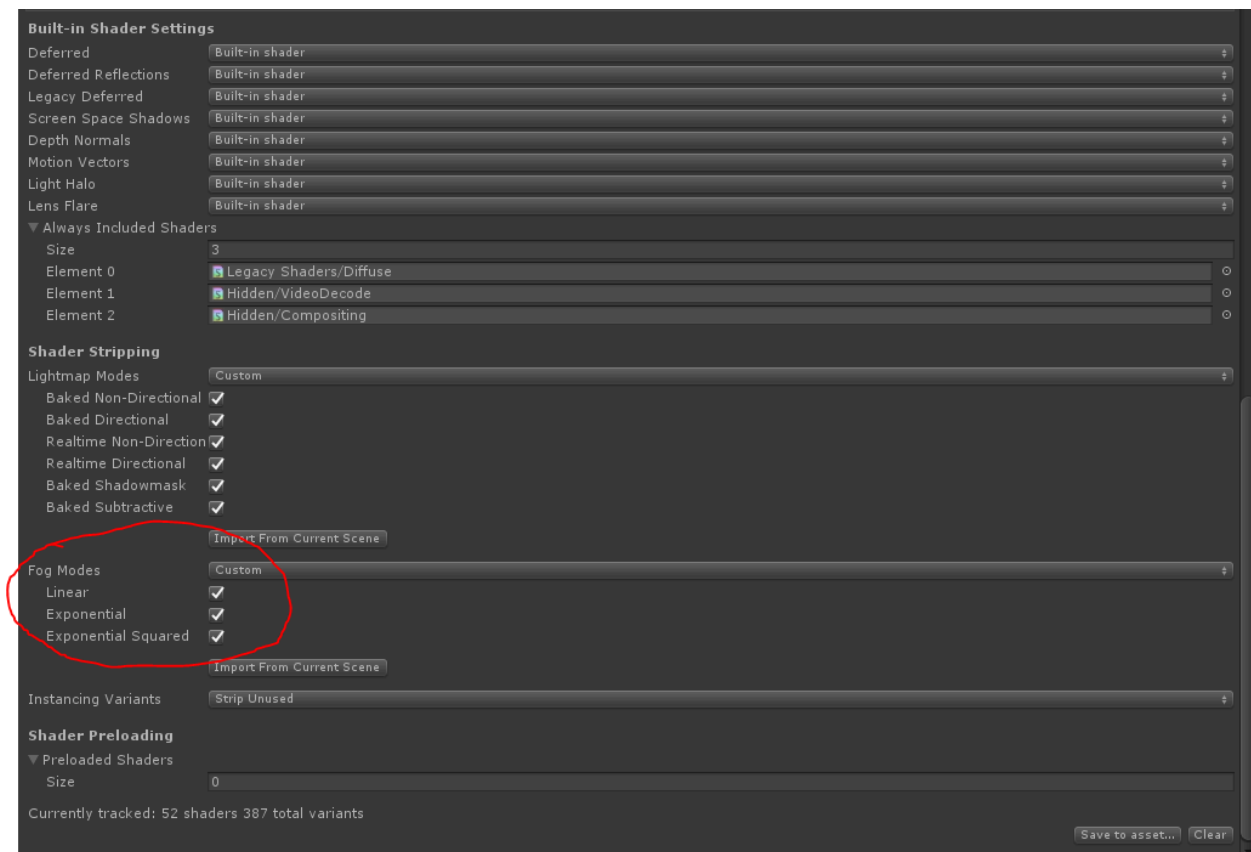 Built-in Shader Settings
Deferred Built-in shader
Deferred Reflections Built-in shader
Legacy Deferred Built-in shader
Screen Space Shadows Built-in shader
Depth Normals Built-in shader
Motion Vectors Built-in shader
Light Halo Built-in shader
Lens Flare Built-in shader
Always Included Shaders
Size 3
Element 0 Legacy Shaders/Diffuse
Element 1 Hidden/VideoDecode
Element 2 Hidden/Compositing
Shader Stripping
Lightmap Modes Custom
Baked Non-Directional
Baked Directional
Realtime Non-Direction
Realtime Directional
Baked Shadowmask
Baked Subtractive
Import From Current Scene
Fog Modes Custom
Linear
Exponential
Exponential Squared
Import From Current Scene
Instancing Variants Strip Unused
Shader Preloading
Preloaded Shaders
Size 0
Currently tracked: 52 shaders 387 total variants
Save to asset... Clear